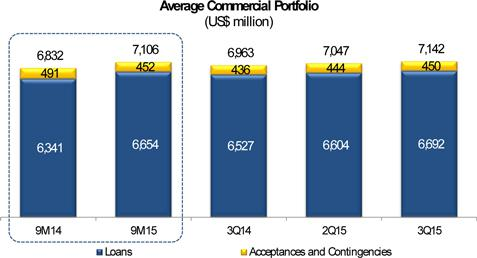 Average Commercial Portfolio
(US$ million)
6,832 7,106 6,963 7,047 7,142
491 452 436 444 450
6,341 6,654 6,527 6,604 6,692
9M14 9M15 3Q14 2Q15 3Q15
Loans Acceptances and Contingencies